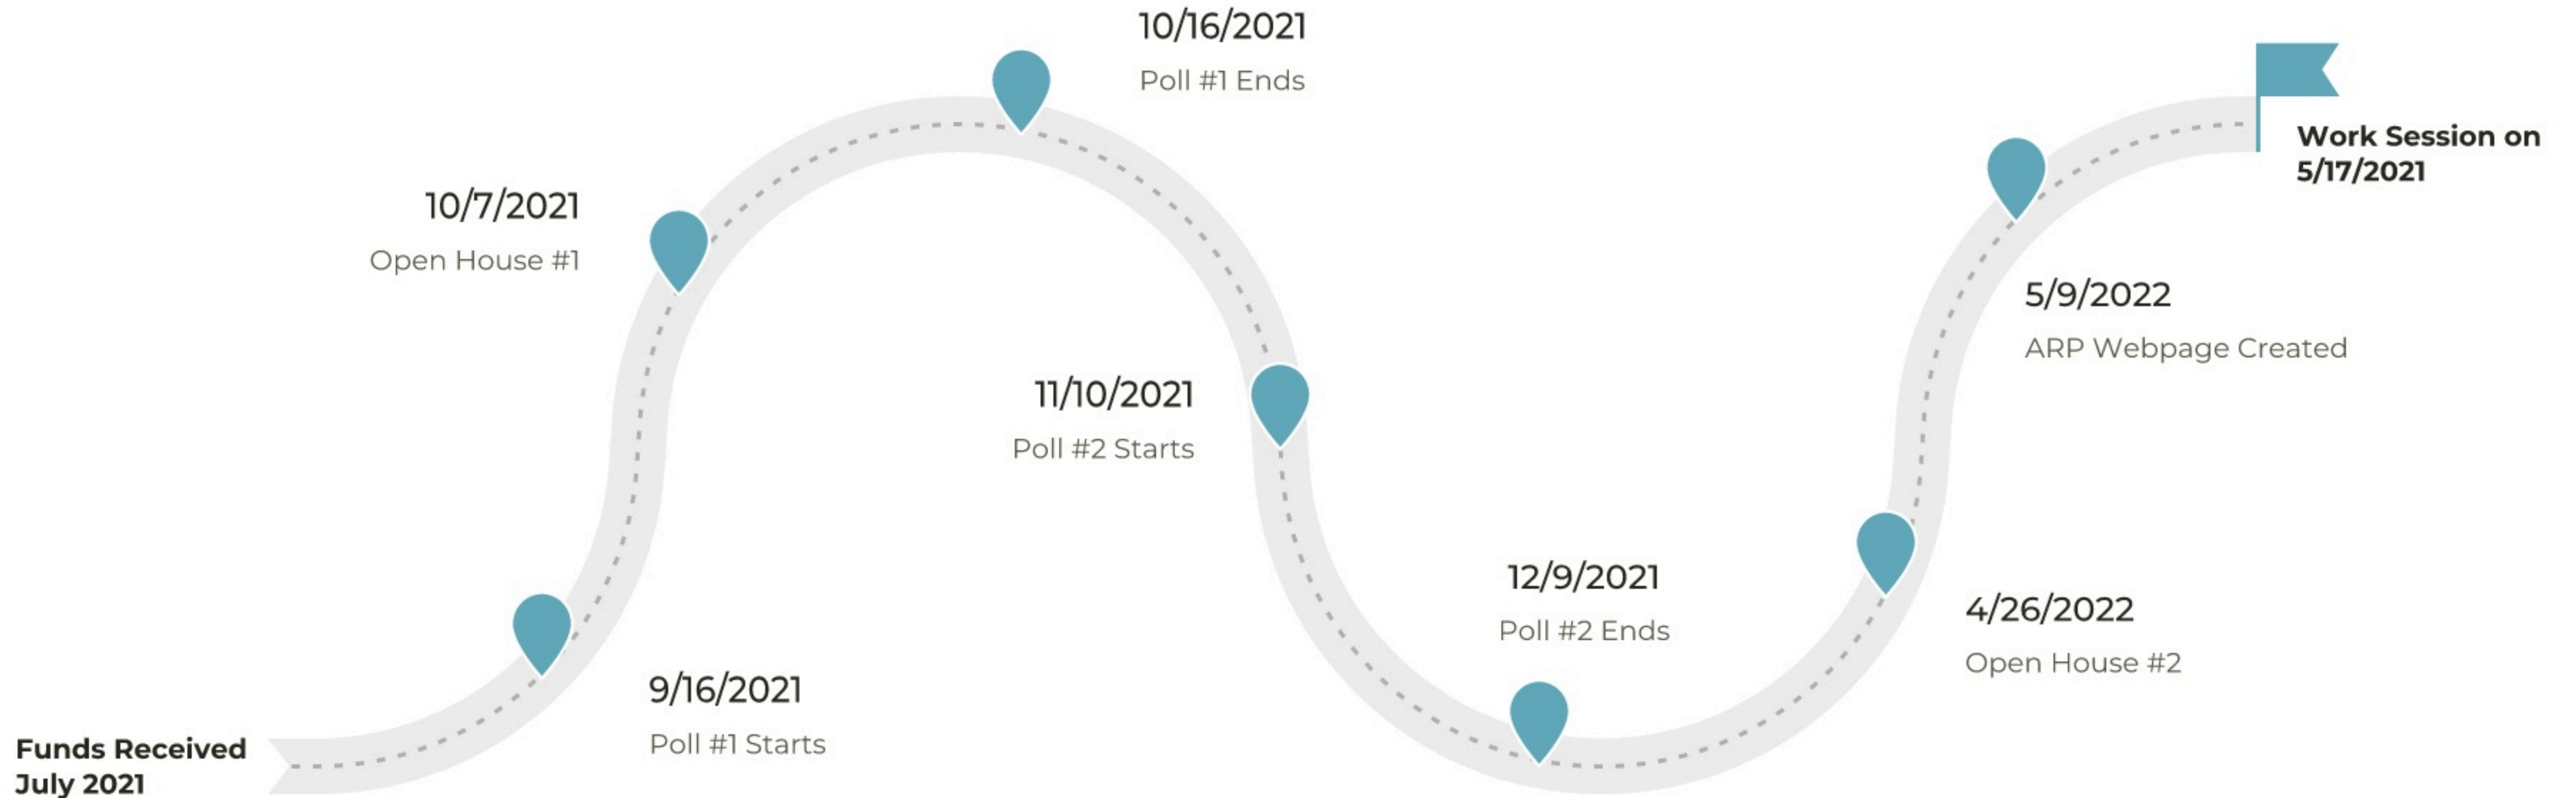 Funds Received
July 2021
9/16/2021
Poll #1 Starts
10/7/2021
Open House #1
10/16/2021
Poll #1 Ends
11/10/2021
Poll #2 Starts
12/9/2021
Poll #2 Ends
4/26/2022
Open House #2
5/9/2022
ARP Webpage Created
Work Session on
5/17/2021